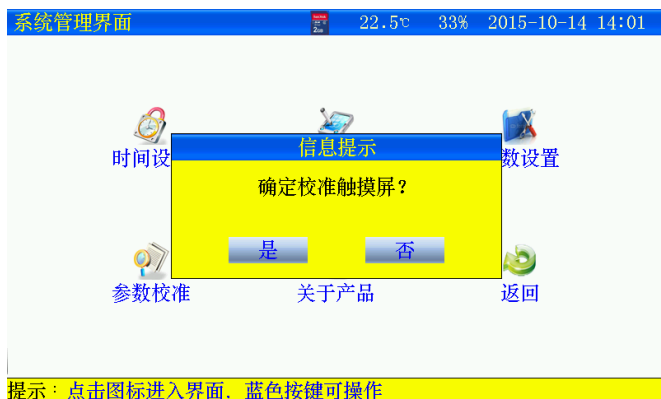 系统管理界面 22.5℃ 33% 2015-10-14 14:01
信息提示
时间设 数设置
确定校准触摸屏?
是 否
参数校准 关于产品 返回
提示：点击图标进入界面．蓝色按键可操作